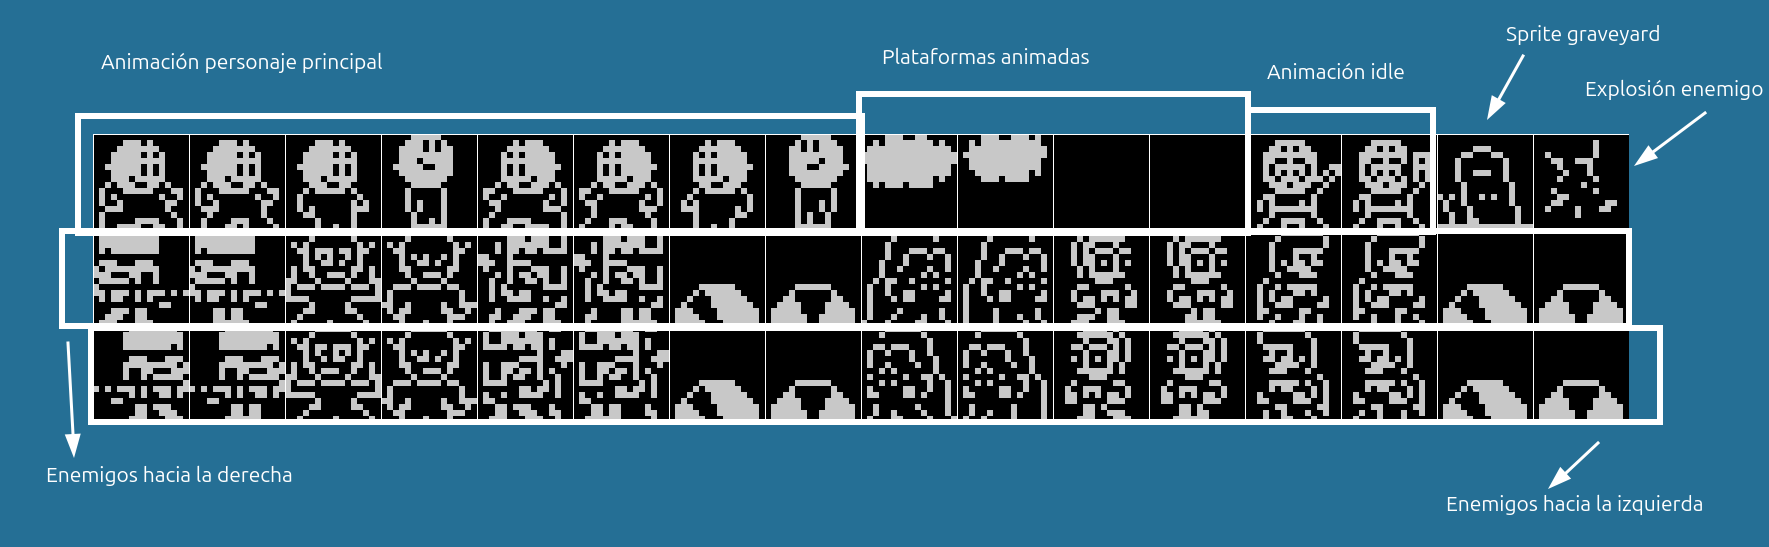 Sprite graveyard
Animación personaje principal
Plataformas animadas
Animación idle
Explosión enemigo
Enemigos hacia la derecha
Enemigos hacia la izquierda